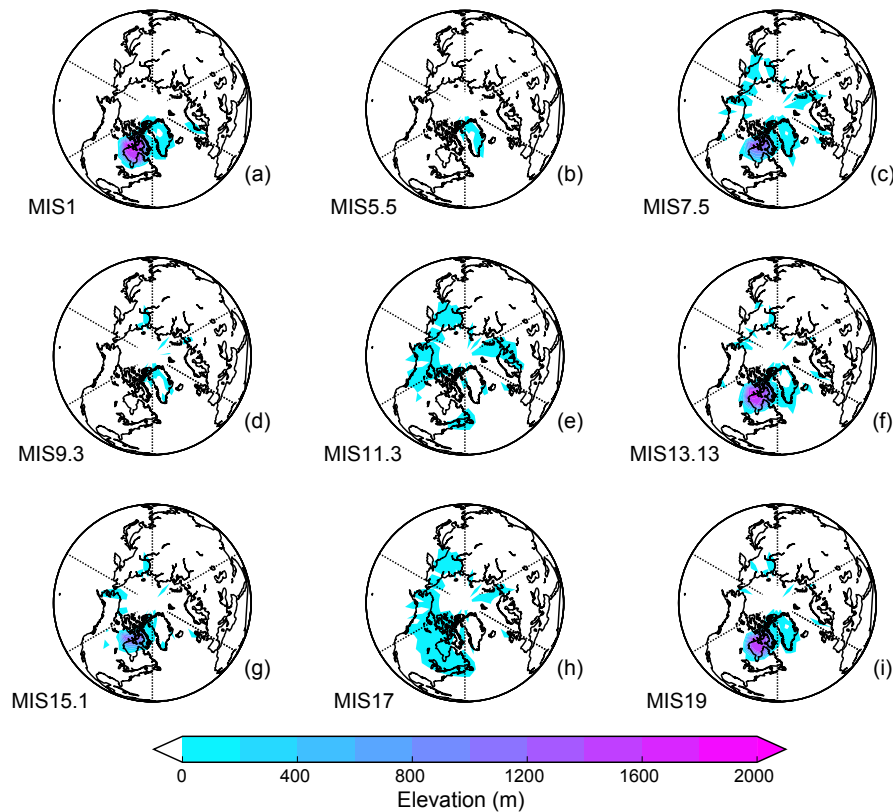 (a)
(b)
(c)
MIS1
MIS5.5
MIS7.5
(d)
(e)
(f)
MIS9.3
MIS11.3
MIS13.13
(g)
(h)
(i)
MIS15.1
MIS17
MIS19
0 400 800 1200 1600 2000
Elevation (m)